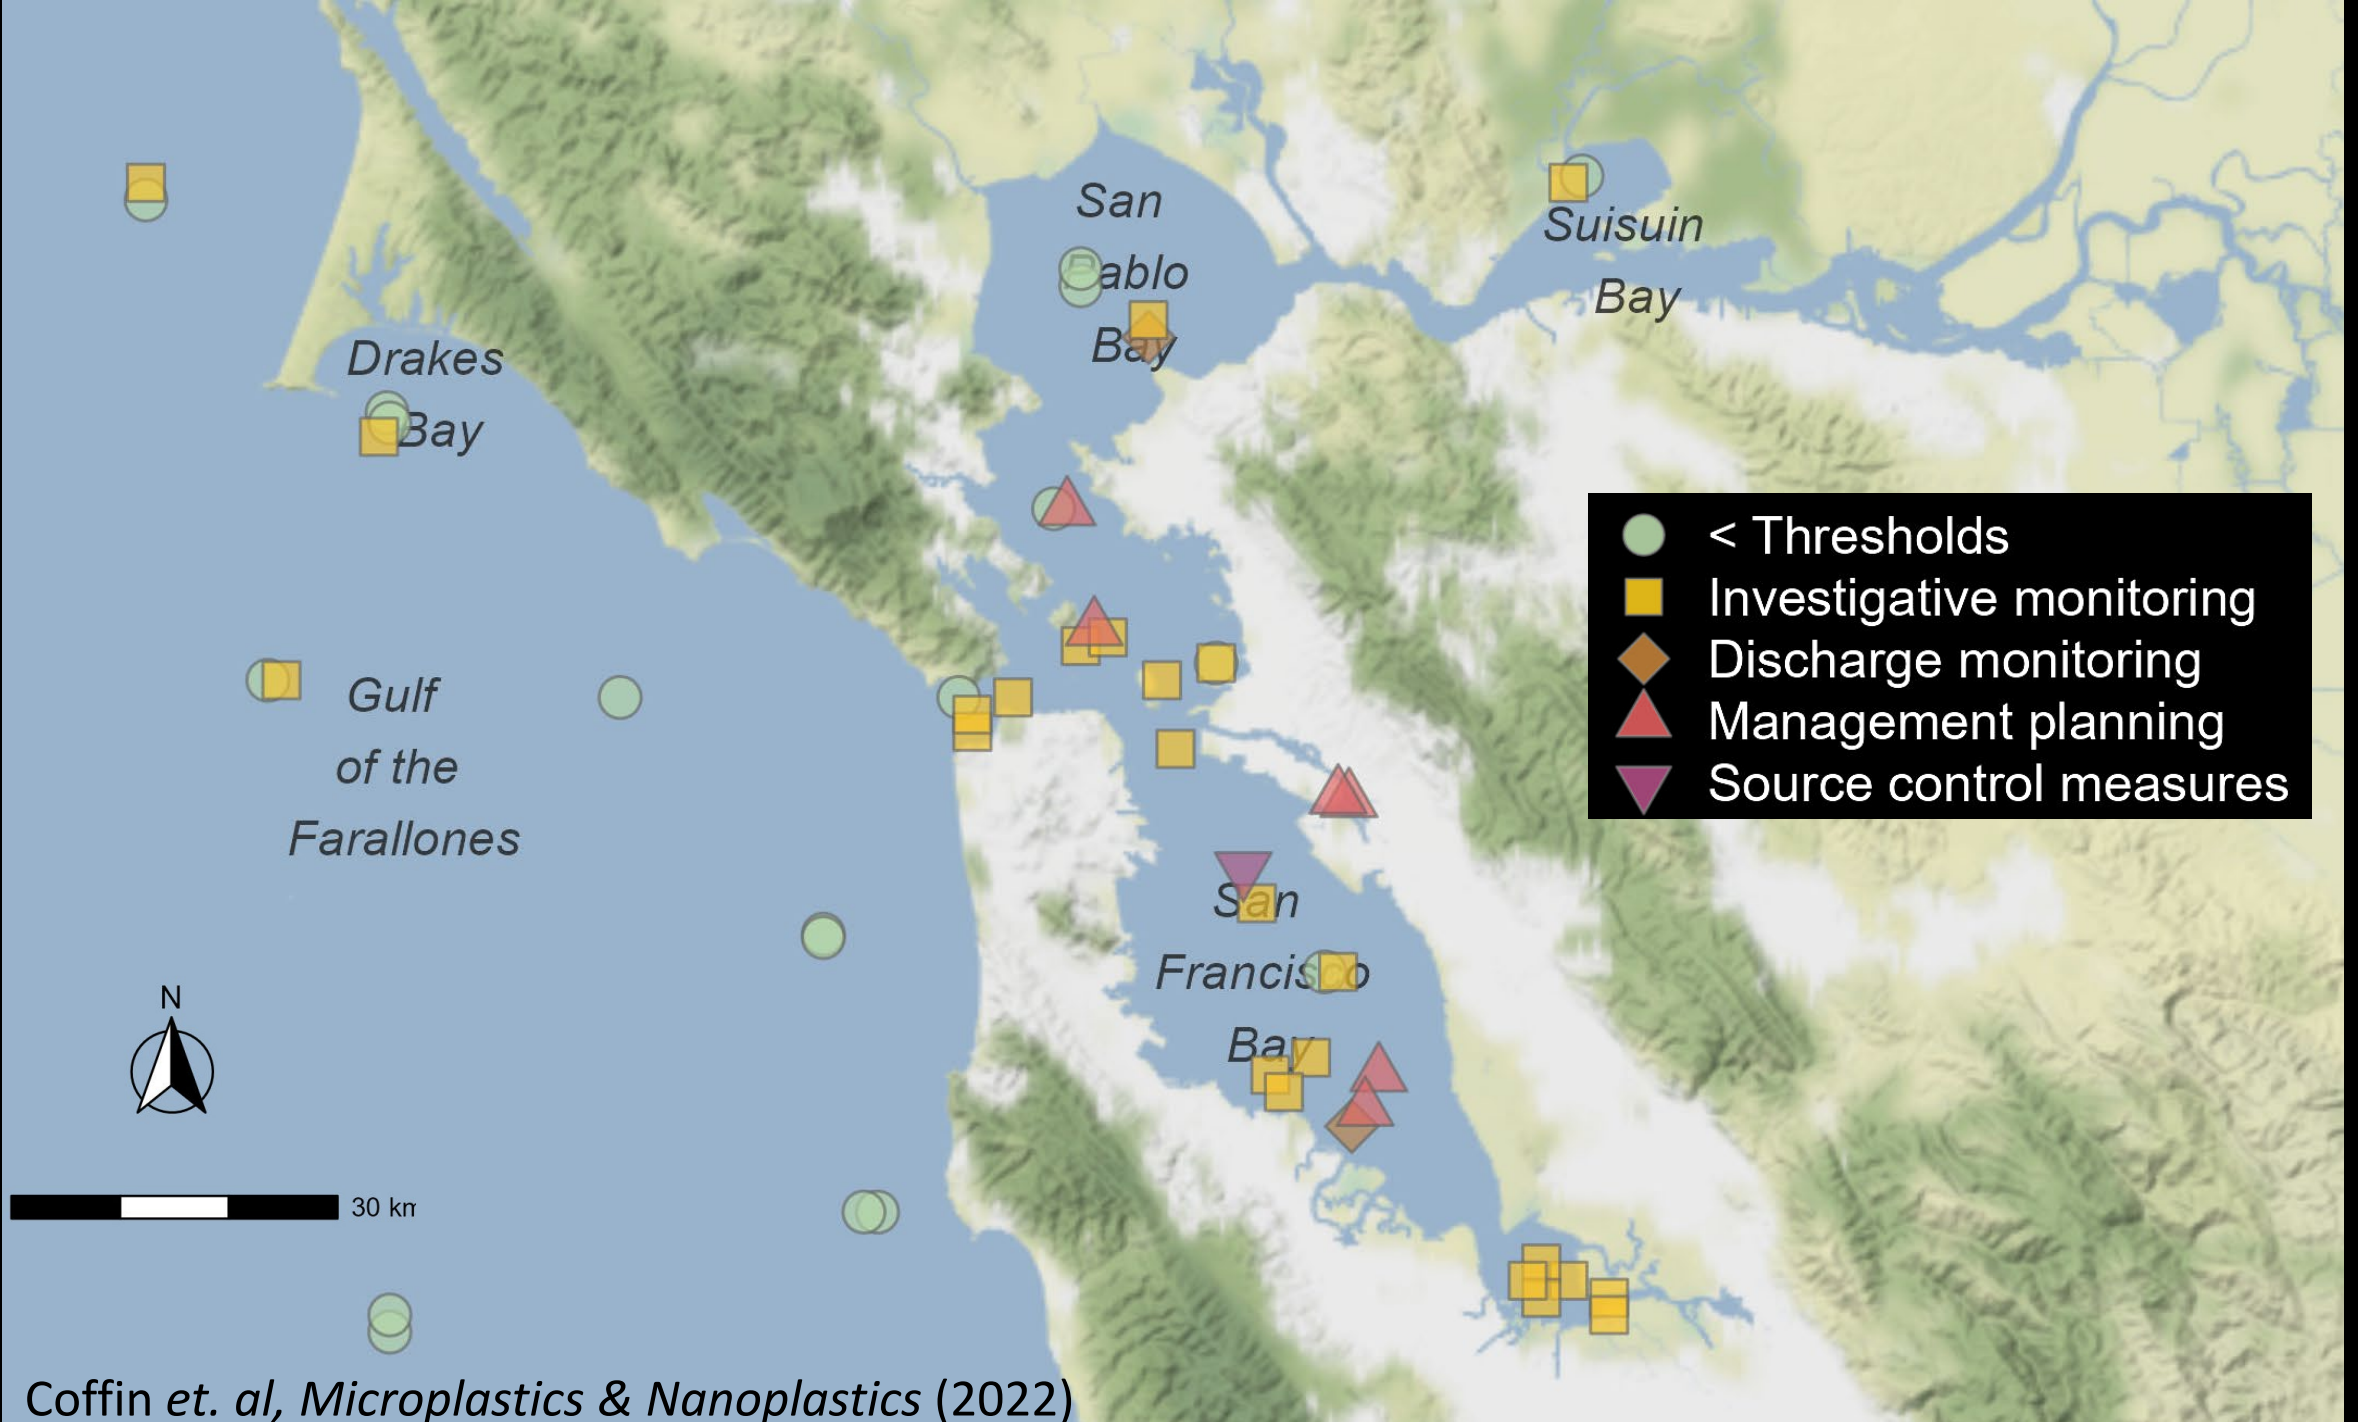 San
Pablo
Bay
Suisuin
Bay
Drakes
Bay
< Thresholds
Investigative monitoring
Discharge monitoring
Management planning
Source control measures
Gulf
of the
Farallones
San
Francisco
Bay
N
30 km
Coffin et. al, Microplastics & Nanoplastics (2022)